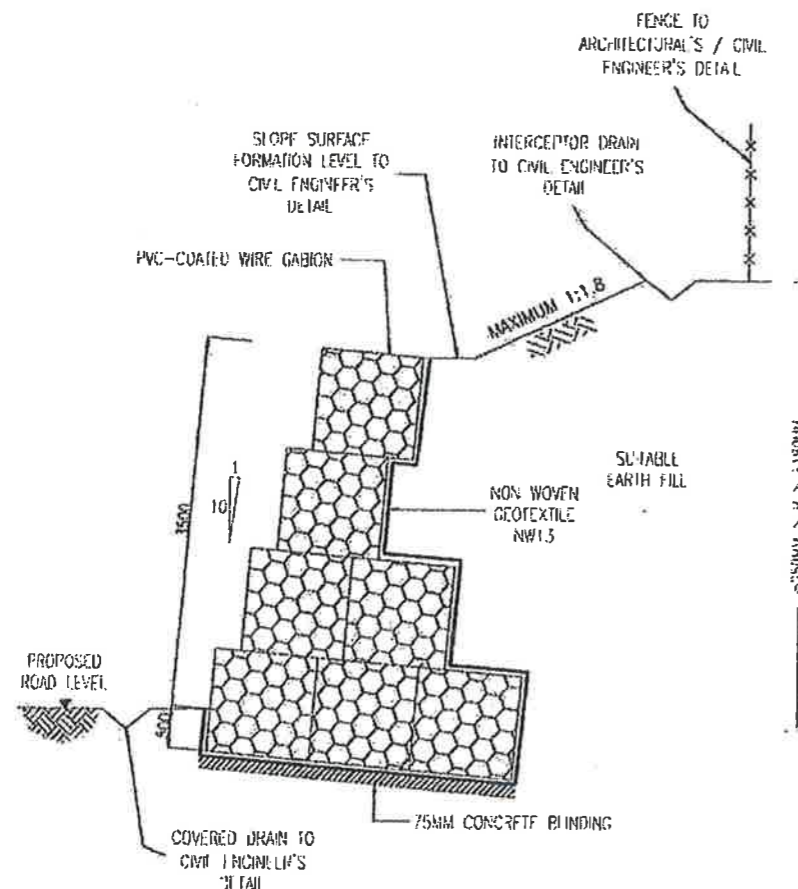 FENCE TO
ARCHITECTURAL'S / CIVIL
ENGINEER'S DETAIL
SLOPE SURFACE
FORMATION LEVEL TO
CIVIL ENGINEER'S
DETAIL
INTERCEPTOR DRAIN
TO CIVIL ENGINEER'S
DETAIL
PVC-COATED WIRE GABION
MAXIMUM 1:1.8
1
10
3500
SUITABLE
EARTH FILL
NON WOVEN
GEOTEXTILE
NW13
PROPOSED
ROAD LEVEL
500
75MM CONCRETE BLINDING
COVERED DRAIN TO
CIVIL ENGINEER'S
DETAIL